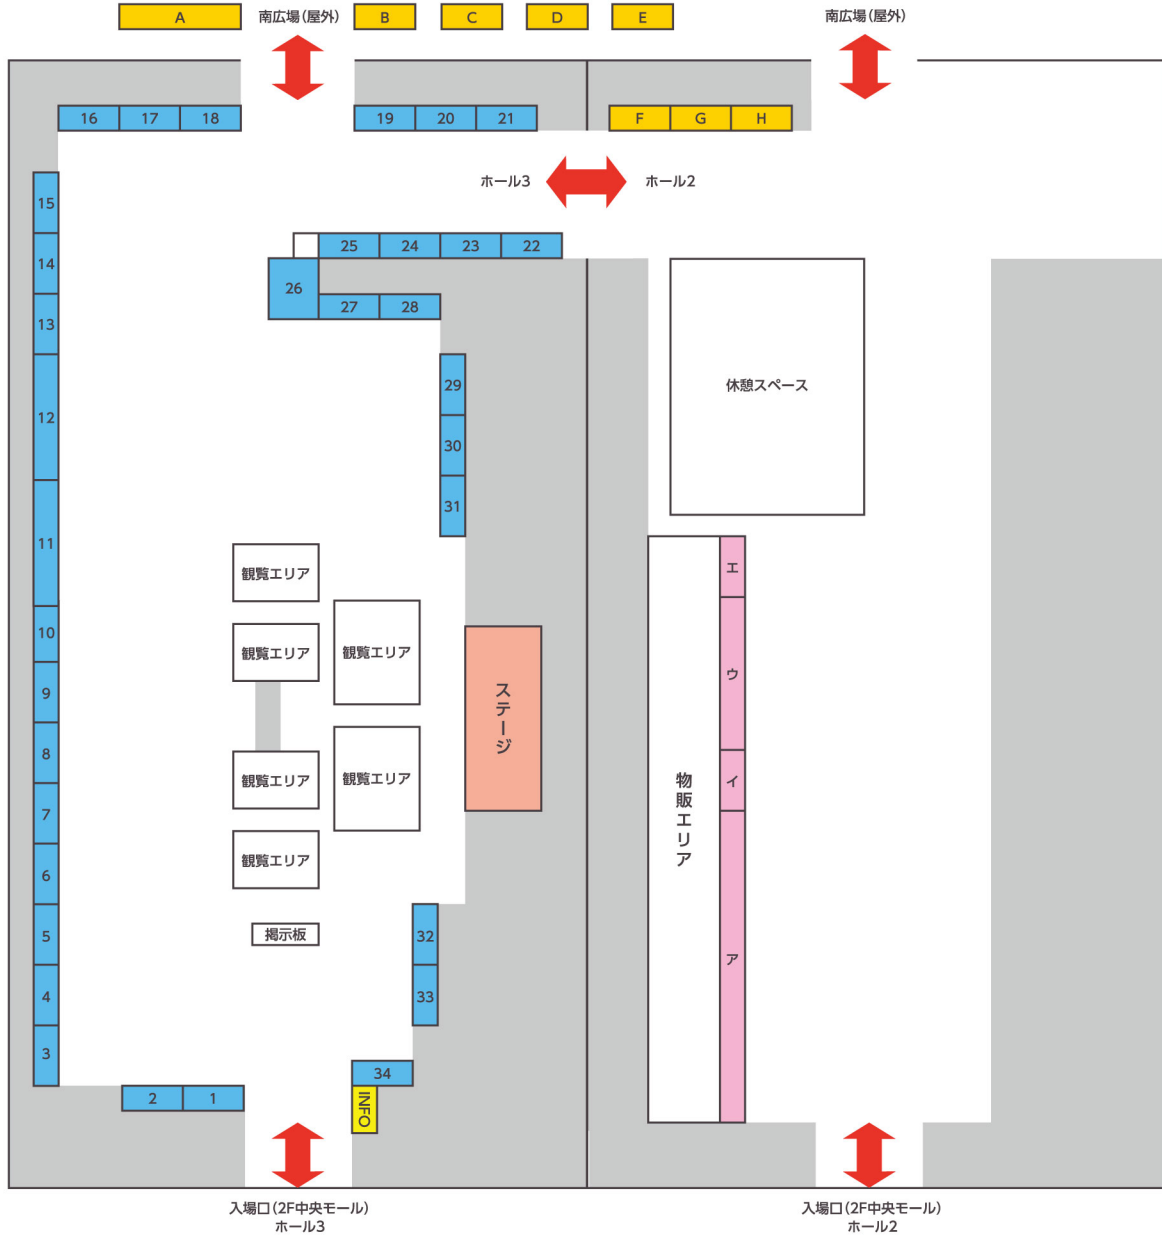 A
南広場(屋外)
B
C
D
E
南広場(屋外)
16
17
18
19
20
21
F
G
H
ホール3
ホール2
15
14
13
12
11
10
9
8
7
6
5
4
3
2
1
25
24
23
22
26
27
28
29
30
31
休憩スペース
観覧エリア
観覧エリア
観覧エリア
観覧エリア
観覧エリア
観覧エリア
ステージ
掲示板
32
33
34
INFO
物販エリア
エ
ウ
イ
ア
入場口(2F中央モール)
ホール3
入場口(2F中央モール)
ホール2